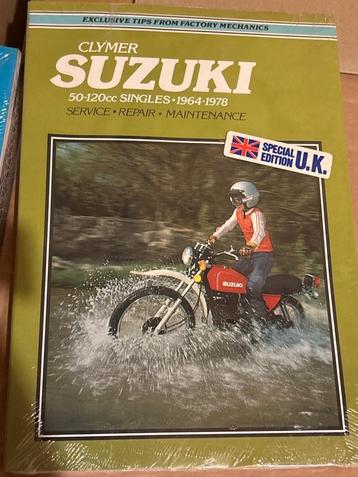 EXCLUSIVE TIPS FROM FACTORY MECHANICS
CLYMER
SUZUKI
50-120cc SINGLES • 1964-1978
SERVICE • REPAIR • MAINTENANCE
SPECIAL
EDITION U.K.
SUZUKI